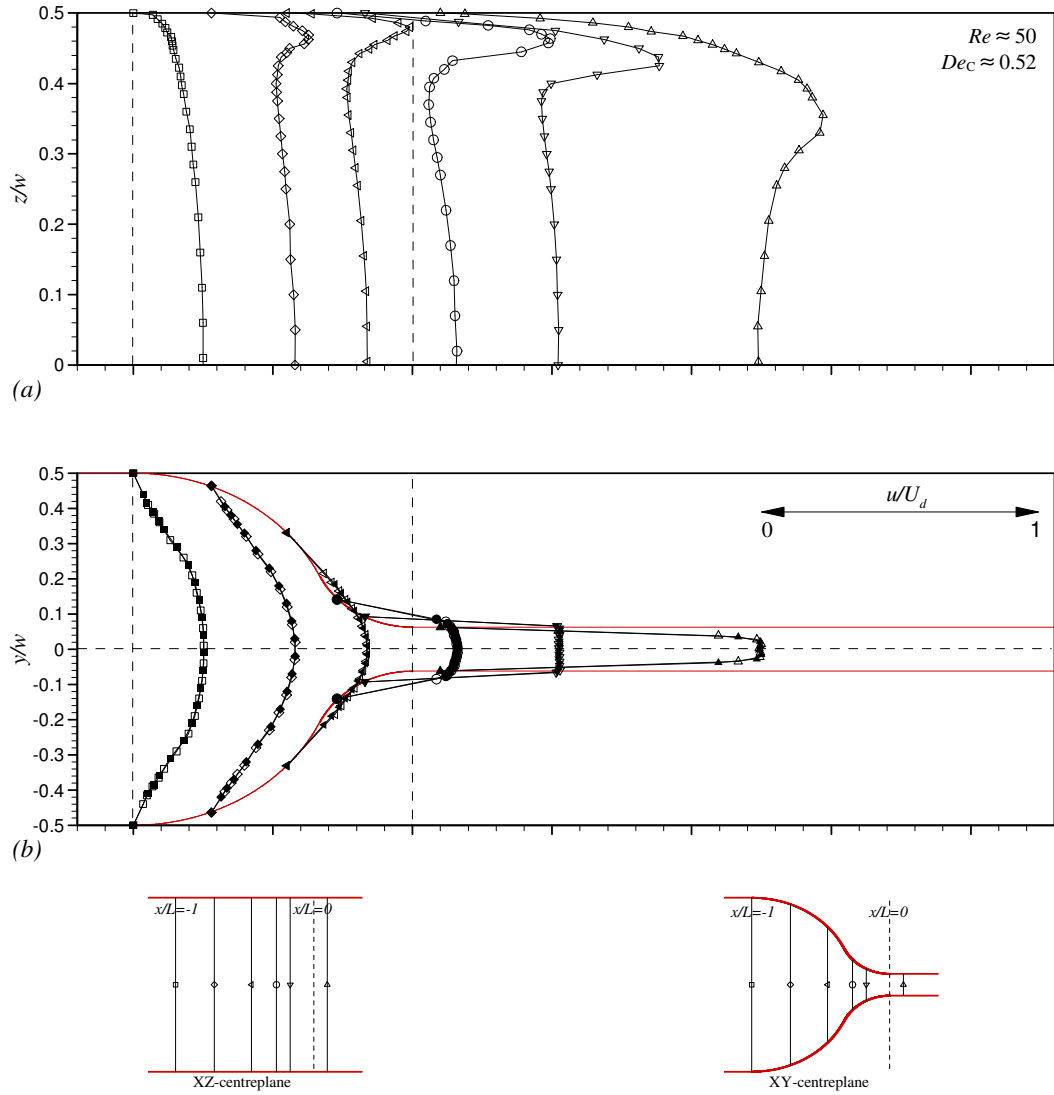 0.5
0.4
0.3
0.2
0.1
0
z/w
Re ≈ 50
De_C ≈ 0.52
(a)
0.5
0.4
0.3
0.2
0.1
0
-0.1
-0.2
-0.3
-0.4
-0.5
y/w
u/U_d
0 1
(b)
x/L=-1 x/L=0
XZ-centreplane
x/L=-1 x/L=0
XY-centreplane